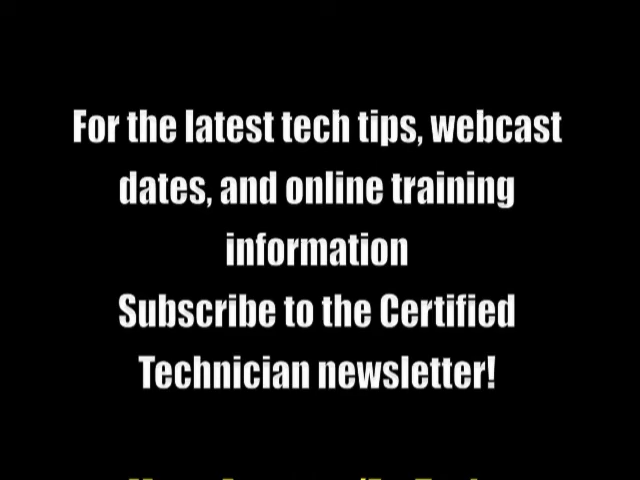 For the latest tech tips, webcast
dates, and online training
information
Subscribe to the Certified
Technician newsletter!